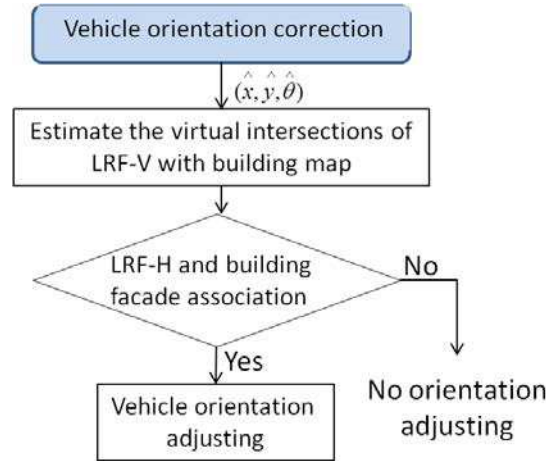 Vehicle orientation correction
(x̂, ŷ, θ̂)
Estimate the virtual intersections of
LRF-V with building map
LRF-H and building
facade association
No
Yes
Vehicle orientation
adjusting
No orientation
adjusting